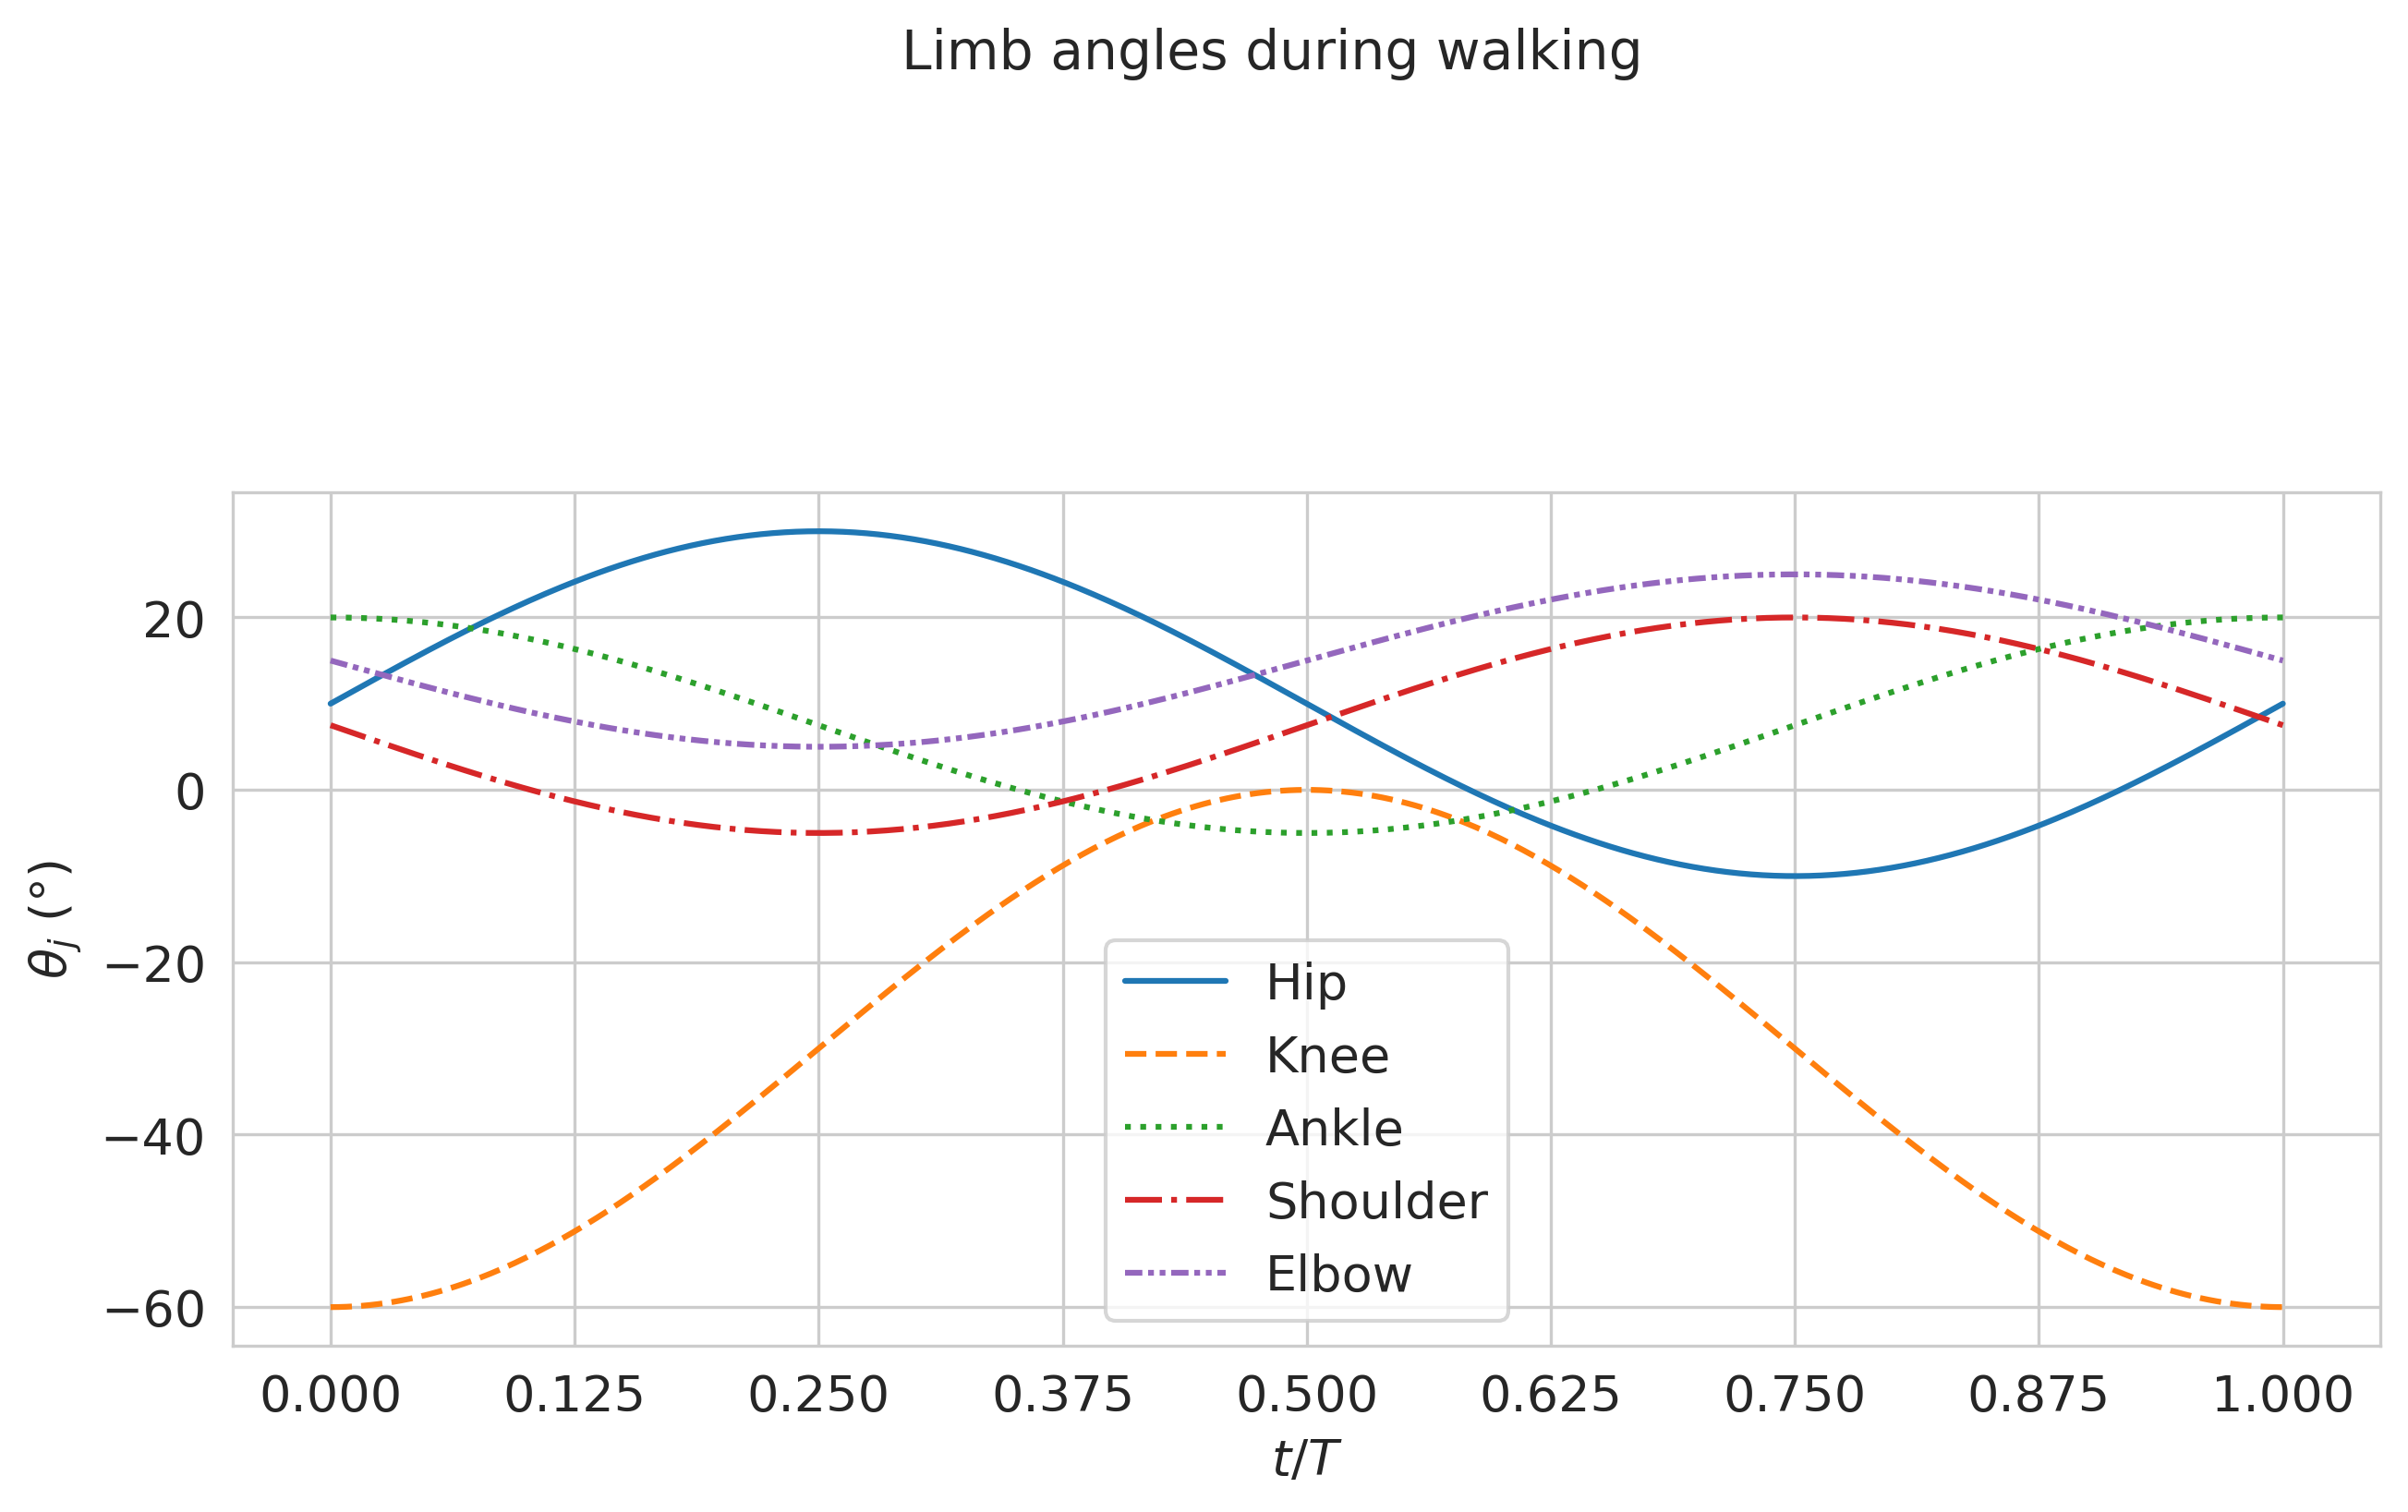 Limb angles during walking
20
0
−20
−40
−60
θj (°)
Hip
Knee
Ankle
Shoulder
Elbow
0.000 0.125 0.250 0.375 0.500 0.625 0.750 0.875 1.000
t/T